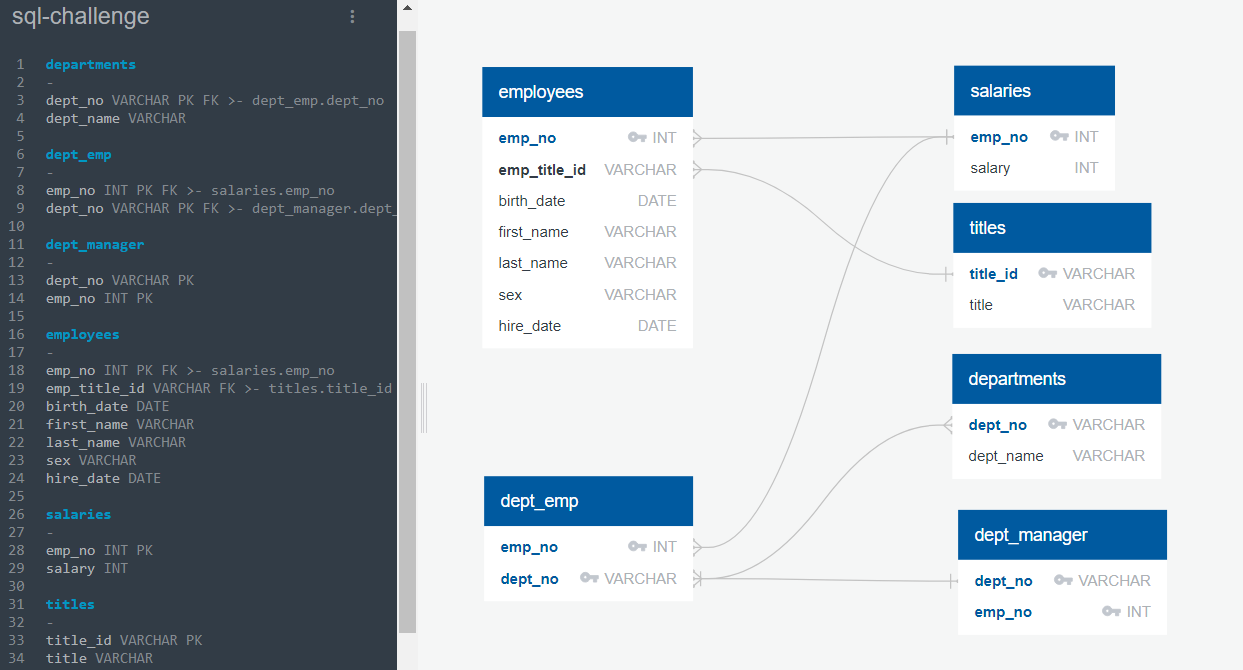 sql-challenge
1 departments
2 -
3 dept_no VARCHAR PK FK >- dept_emp.dept_no
4 dept_name VARCHAR
5
6 dept_emp
7 -
8 emp_no INT PK FK >- salaries.emp_no
9 dept_no VARCHAR PK FK >- dept_manager.dept_
10
11 dept_manager
12 -
13 dept_no VARCHAR PK
14 emp_no INT PK
15
16 employees
17 -
18 emp_no INT PK FK >- salaries.emp_no
19 emp_title_id VARCHAR FK >- titles.title_id
20 birth_date DATE
21 first_name VARCHAR
22 last_name VARCHAR
23 sex VARCHAR
24 hire_date DATE
25
26 salaries
27 -
28 emp_no INT PK
29 salary INT
30
31 titles
32 -
33 title_id VARCHAR PK
34 title VARCHAR
employees
emp_no INT
emp_title_id VARCHAR
birth_date DATE
first_name VARCHAR
last_name VARCHAR
sex VARCHAR
hire_date DATE
dept_emp
emp_no INT
dept_no VARCHAR
salaries
emp_no INT
salary INT
titles
title_id VARCHAR
title VARCHAR
departments
dept_no VARCHAR
dept_name VARCHAR
dept_manager
dept_no VARCHAR
emp_no INT